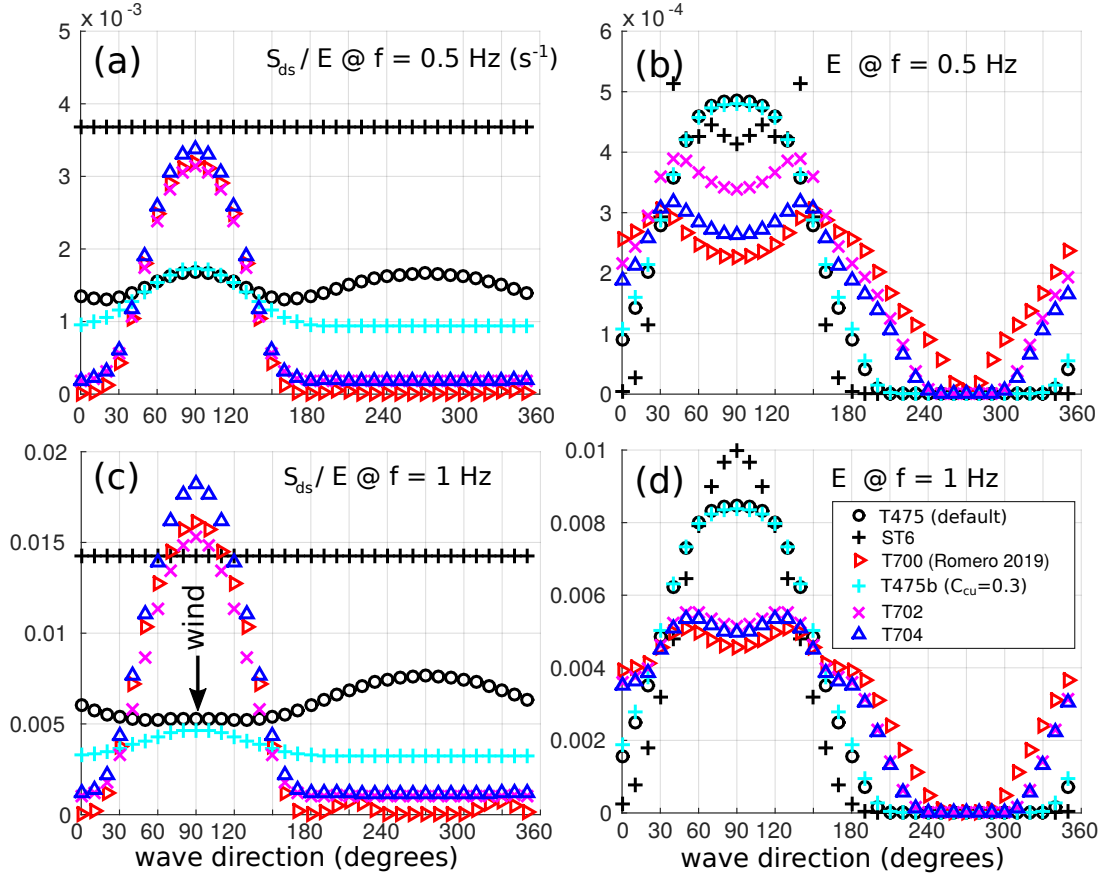 × 10⁻³
5
4
3
2
1
0
(a)
S_ds / E @ f = 0.5 Hz (s⁻¹)
0 30 60 90 120 180 240 300 360
× 10⁻⁴
6
5
4
3
2
1
0
(b)
E @ f = 0.5 Hz
0 30 60 90 120 180 240 300 360
0.02
0.015
0.01
0.005
0
(c)
S_ds / E @ f = 1 Hz
wind
0 30 60 90 120 180 240 300 360
wave direction (degrees)
0.01
0.008
0.006
0.004
0.002
0
(d)
E @ f = 1 Hz
T475 (default)
ST6
T700 (Romero 2019)
T475b (C_cu=0.3)
T702
T704
0 30 60 90 120 180 240 300 360
wave direction (degrees)